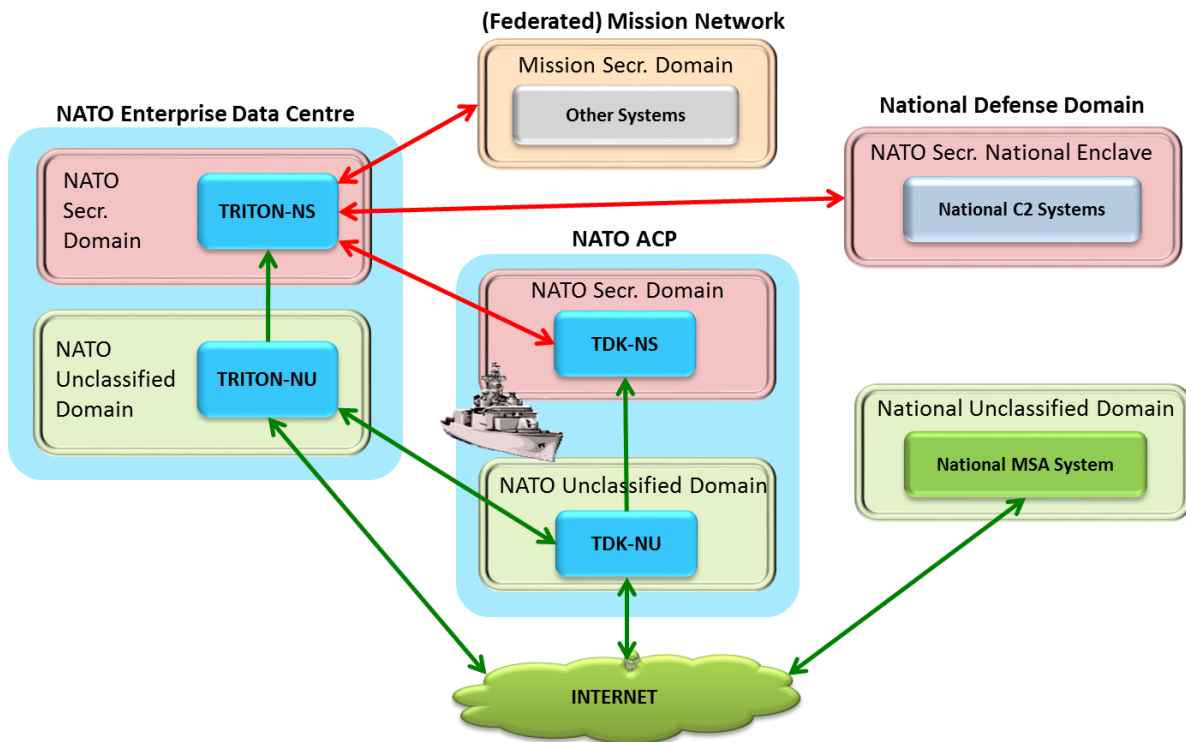 (Federated) Mission Network
Mission Secr. Domain
Other Systems
NATO Enterprise Data Centre
NATO
Secr.
Domain
TRITON-NS
NATO
Unclassified
Domain
TRITON-NU
National Defense Domain
NATO Secr. National Enclave
National C2 Systems
NATO ACP
NATO Secr. Domain
TDK-NS
NATO Unclassified Domain
TDK-NU
National Unclassified Domain
National MSA System
INTERNET